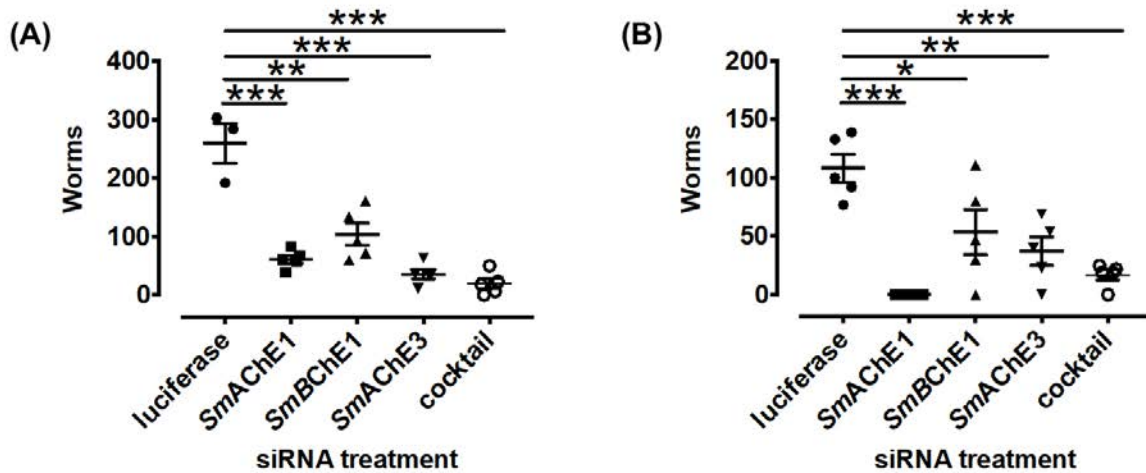 (A)
***
***
**
***
400
300
200
100
0
Worms
luciferase
SmAChE1
SmBChE1
SmAChE3
cocktail
siRNA treatment
(B)
***
**
*
***
200
150
100
50
0
Worms
luciferase
SmAChE1
SmBChE1
SmAChE3
cocktail
siRNA treatment